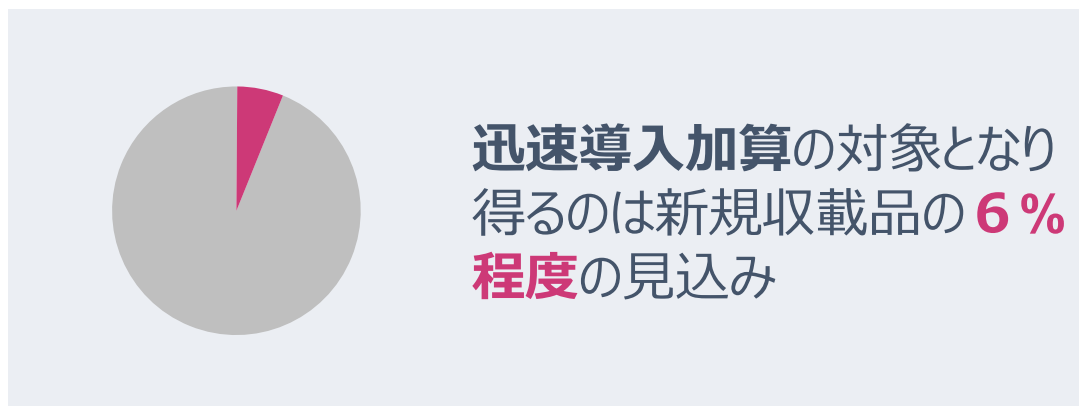 迅速導入加算の対象となり
得るのは新規収載品の６％
程度の見込み